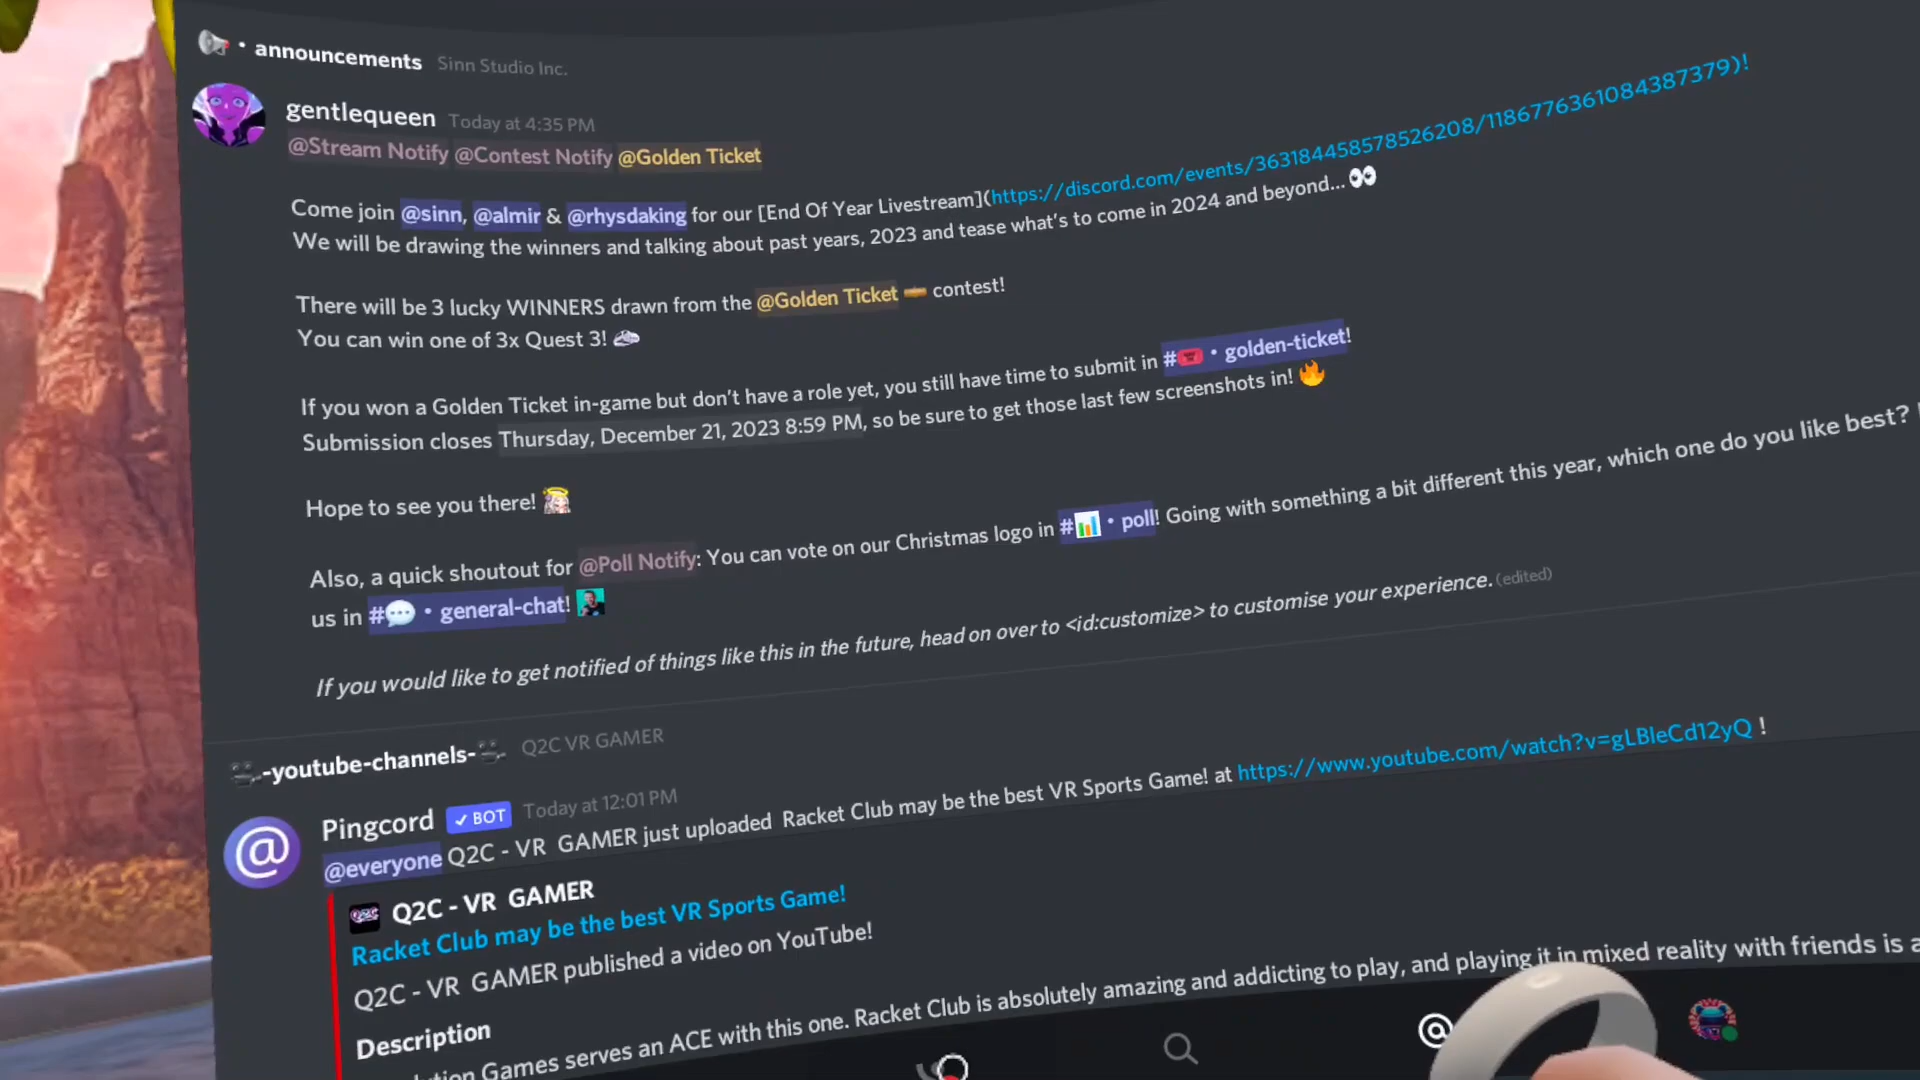 • announcements Sinn Studio Inc.
gentlequeen Today at 4:35 PM
@Stream Notify @Contest Notify @Golden Ticket
Come join @sinn, @almir & @rhysdaking for our [End Of Year Livestream](https://discord.com/events/363184458578526208/1186776361084387379)!
We will be drawing the winners and talking about past years, 2023 and tease what's to come in 2024 and beyond... 👀
There will be 3 lucky WINNERS drawn from the @Golden Ticket contest!
You can win one of 3x Quest 3!
If you won a Golden Ticket in-game but don't have a role yet, you still have time to submit in # • golden-ticket!
Submission closes Thursday, December 21, 2023 8:59 PM, so be sure to get those last few screenshots in! 🔥
Hope to see you there!
Also, a quick shoutout for @Poll Notify: You can vote on our Christmas logo in #📊 • poll! Going with something a bit different this year, which one do you like best?
us in #💬 • general-chat!
If you would like to get notified of things like this in the future, head on over to <id:customize> to customise your experience. (edited)
-youtube-channels- Q2C VR GAMER
Pingcord ✓ BOT Today at 12:01 PM
@everyone Q2C - VR GAMER just uploaded Racket Club may be the best VR Sports Game! at https://www.youtube.com/watch?v=gLBleCd12yQ !
Q2C - VR GAMER
Racket Club may be the best VR Sports Game!
Q2C - VR GAMER published a video on YouTube!
Description
Games serves an ACE with this one. Racket Club is absolutely amazing and addicting to play, and playing it in mixed reality with friends is